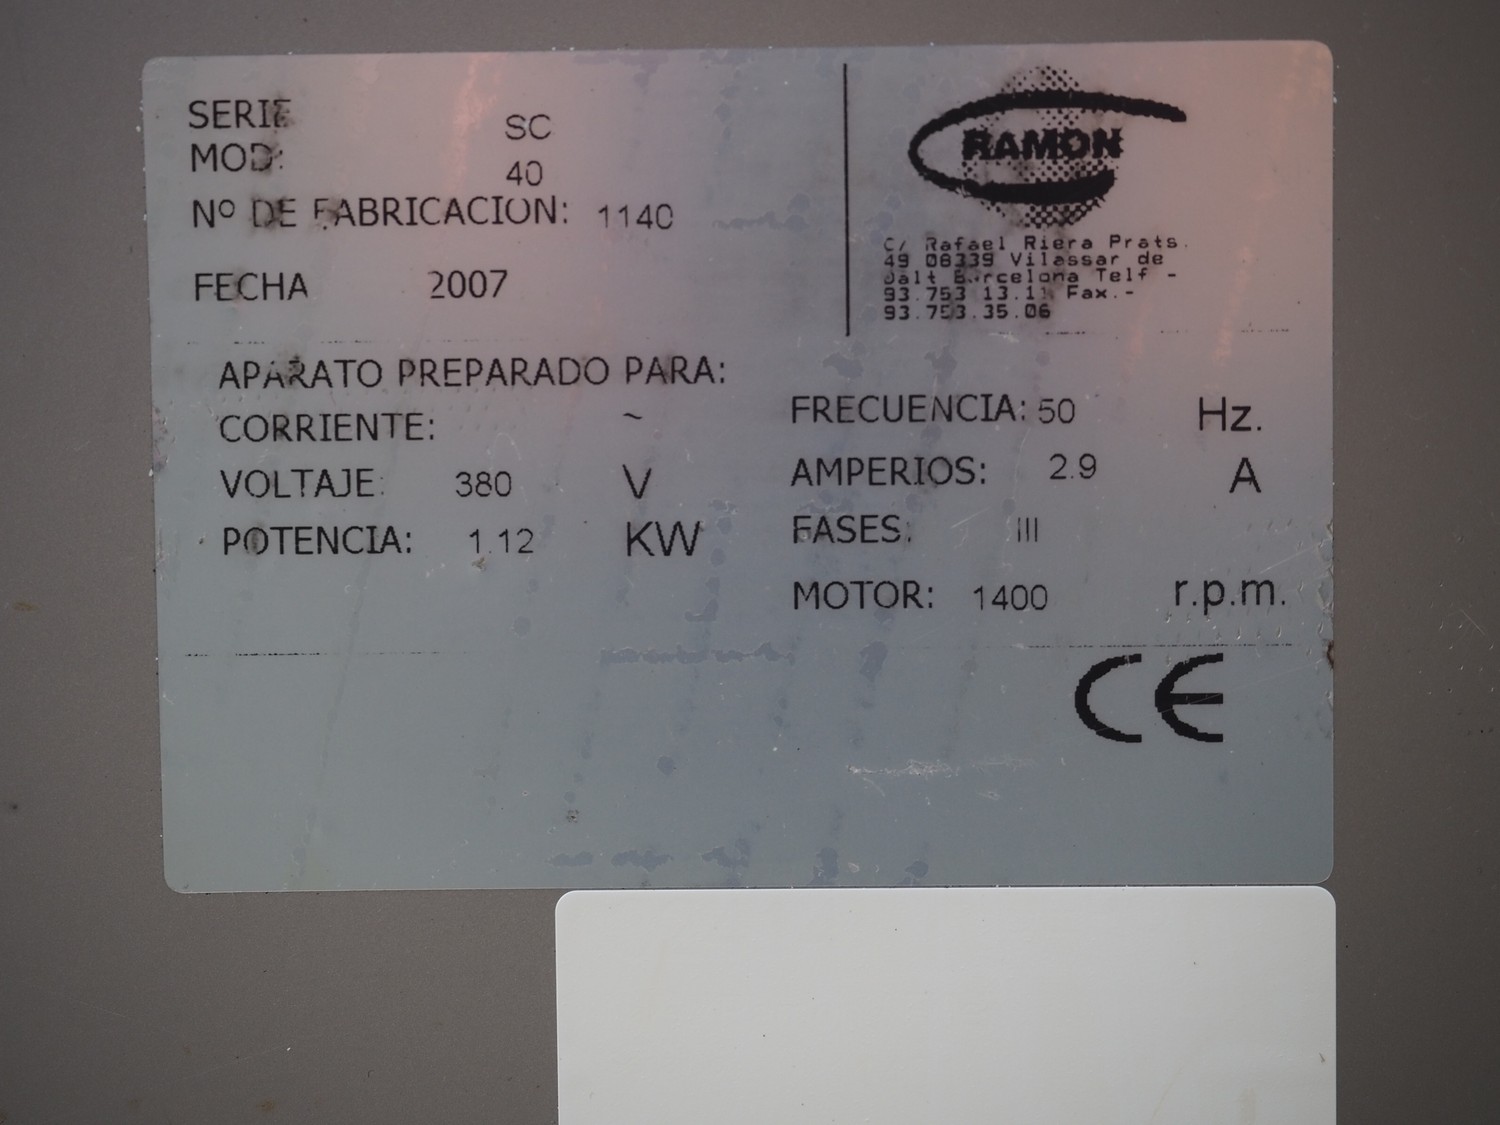 SERIE SC
MOD: 40
Nº DE FABRICACION: 1140
FECHA 2007
RAMON
C/ Rafael Riera Prats.
49 08339 Vilassar de
Dalt Barcelona Telf -
93.753 13.11 Fax.-
93.753.35.06
APARATO PREPARADO PARA:
CORRIENTE: ~
VOLTAJE: 380 V
POTENCIA: 1.12 KW
FRECUENCIA: 50 Hz.
AMPERIOS: 2.9 A
FASES: III
MOTOR: 1400 r.p.m.
CE